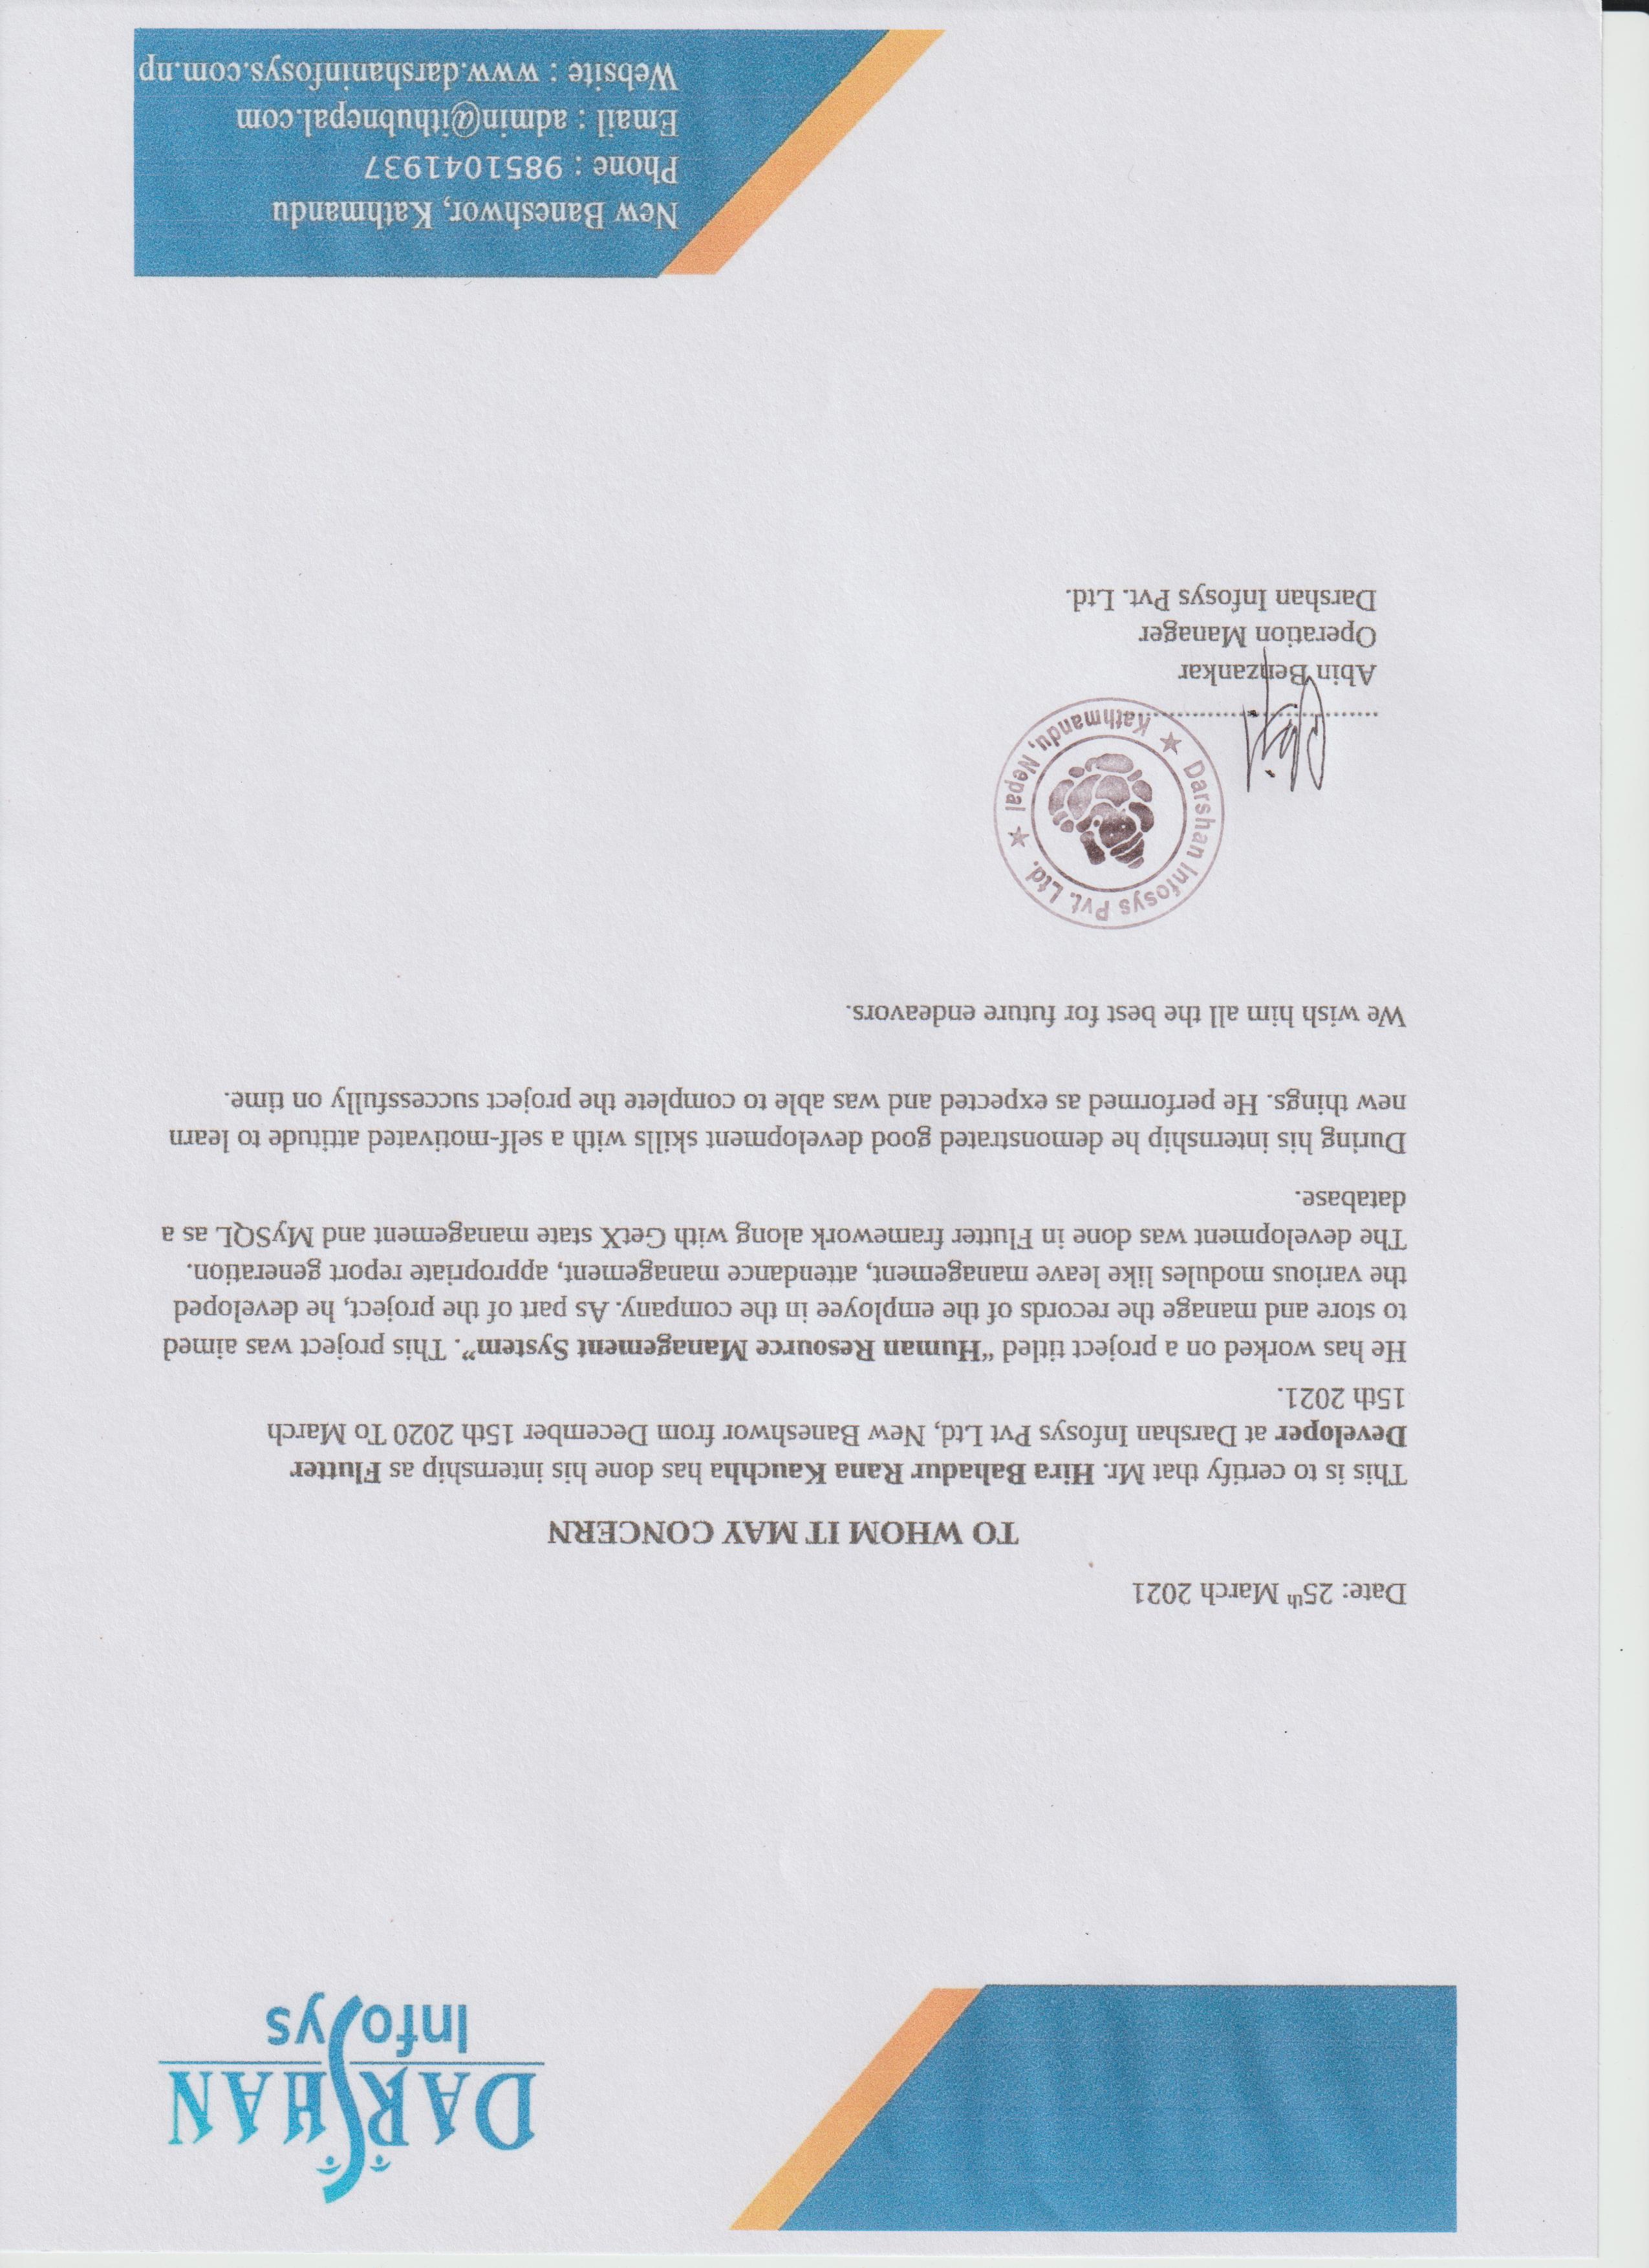 DARSHAN
Infosys
Date: 25th March 2021
TO WHOM IT MAY CONCERN
This is to certify that Mr. Hira Bahadur Rana Kauchha has done his internship as Flutter
Developer at Darshan Infosys Pvt Ltd, New Baneshwor from December 15th 2020 To March
15th 2021.
He has worked on a project titled “Human Resource Management System”. This project was aimed
to store and manage the records of the employee in the company. As part of the project, he developed
the various modules like leave management, attendance management, appropriate report generation.
The development was done in Flutter framework along with GetX state management and MySQL as a
database.
During his internship he demonstrated good development skills with a self-motivated attitude to learn
new things. He performed as expected and was able to complete the project successfully on time.
We wish him all the best for future endeavors.
Darshan Infosys Pvt. Ltd.
Kathmandu, Nepal
Abin Benzankar
Operation Manager
Darshan Infosys Pvt. Ltd.
New Baneshwor, Kathmandu
Phone : 9851041937
Email : admin@ithubnepal.com
Website : www.darshaninfosys.com.np